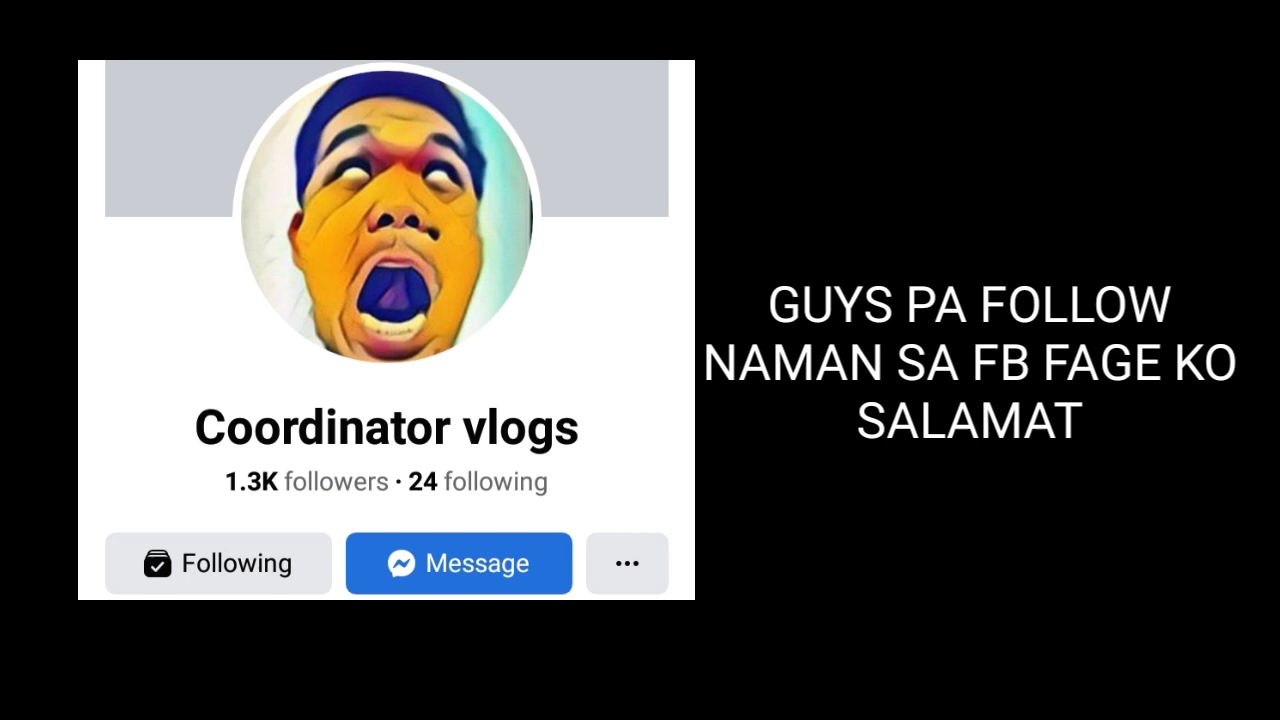 Coordinator vlogs
1.3K followers · 24 following
Following
Message
GUYS PA FOLLOW
NAMAN SA FB FAGE KO
SALAMAT